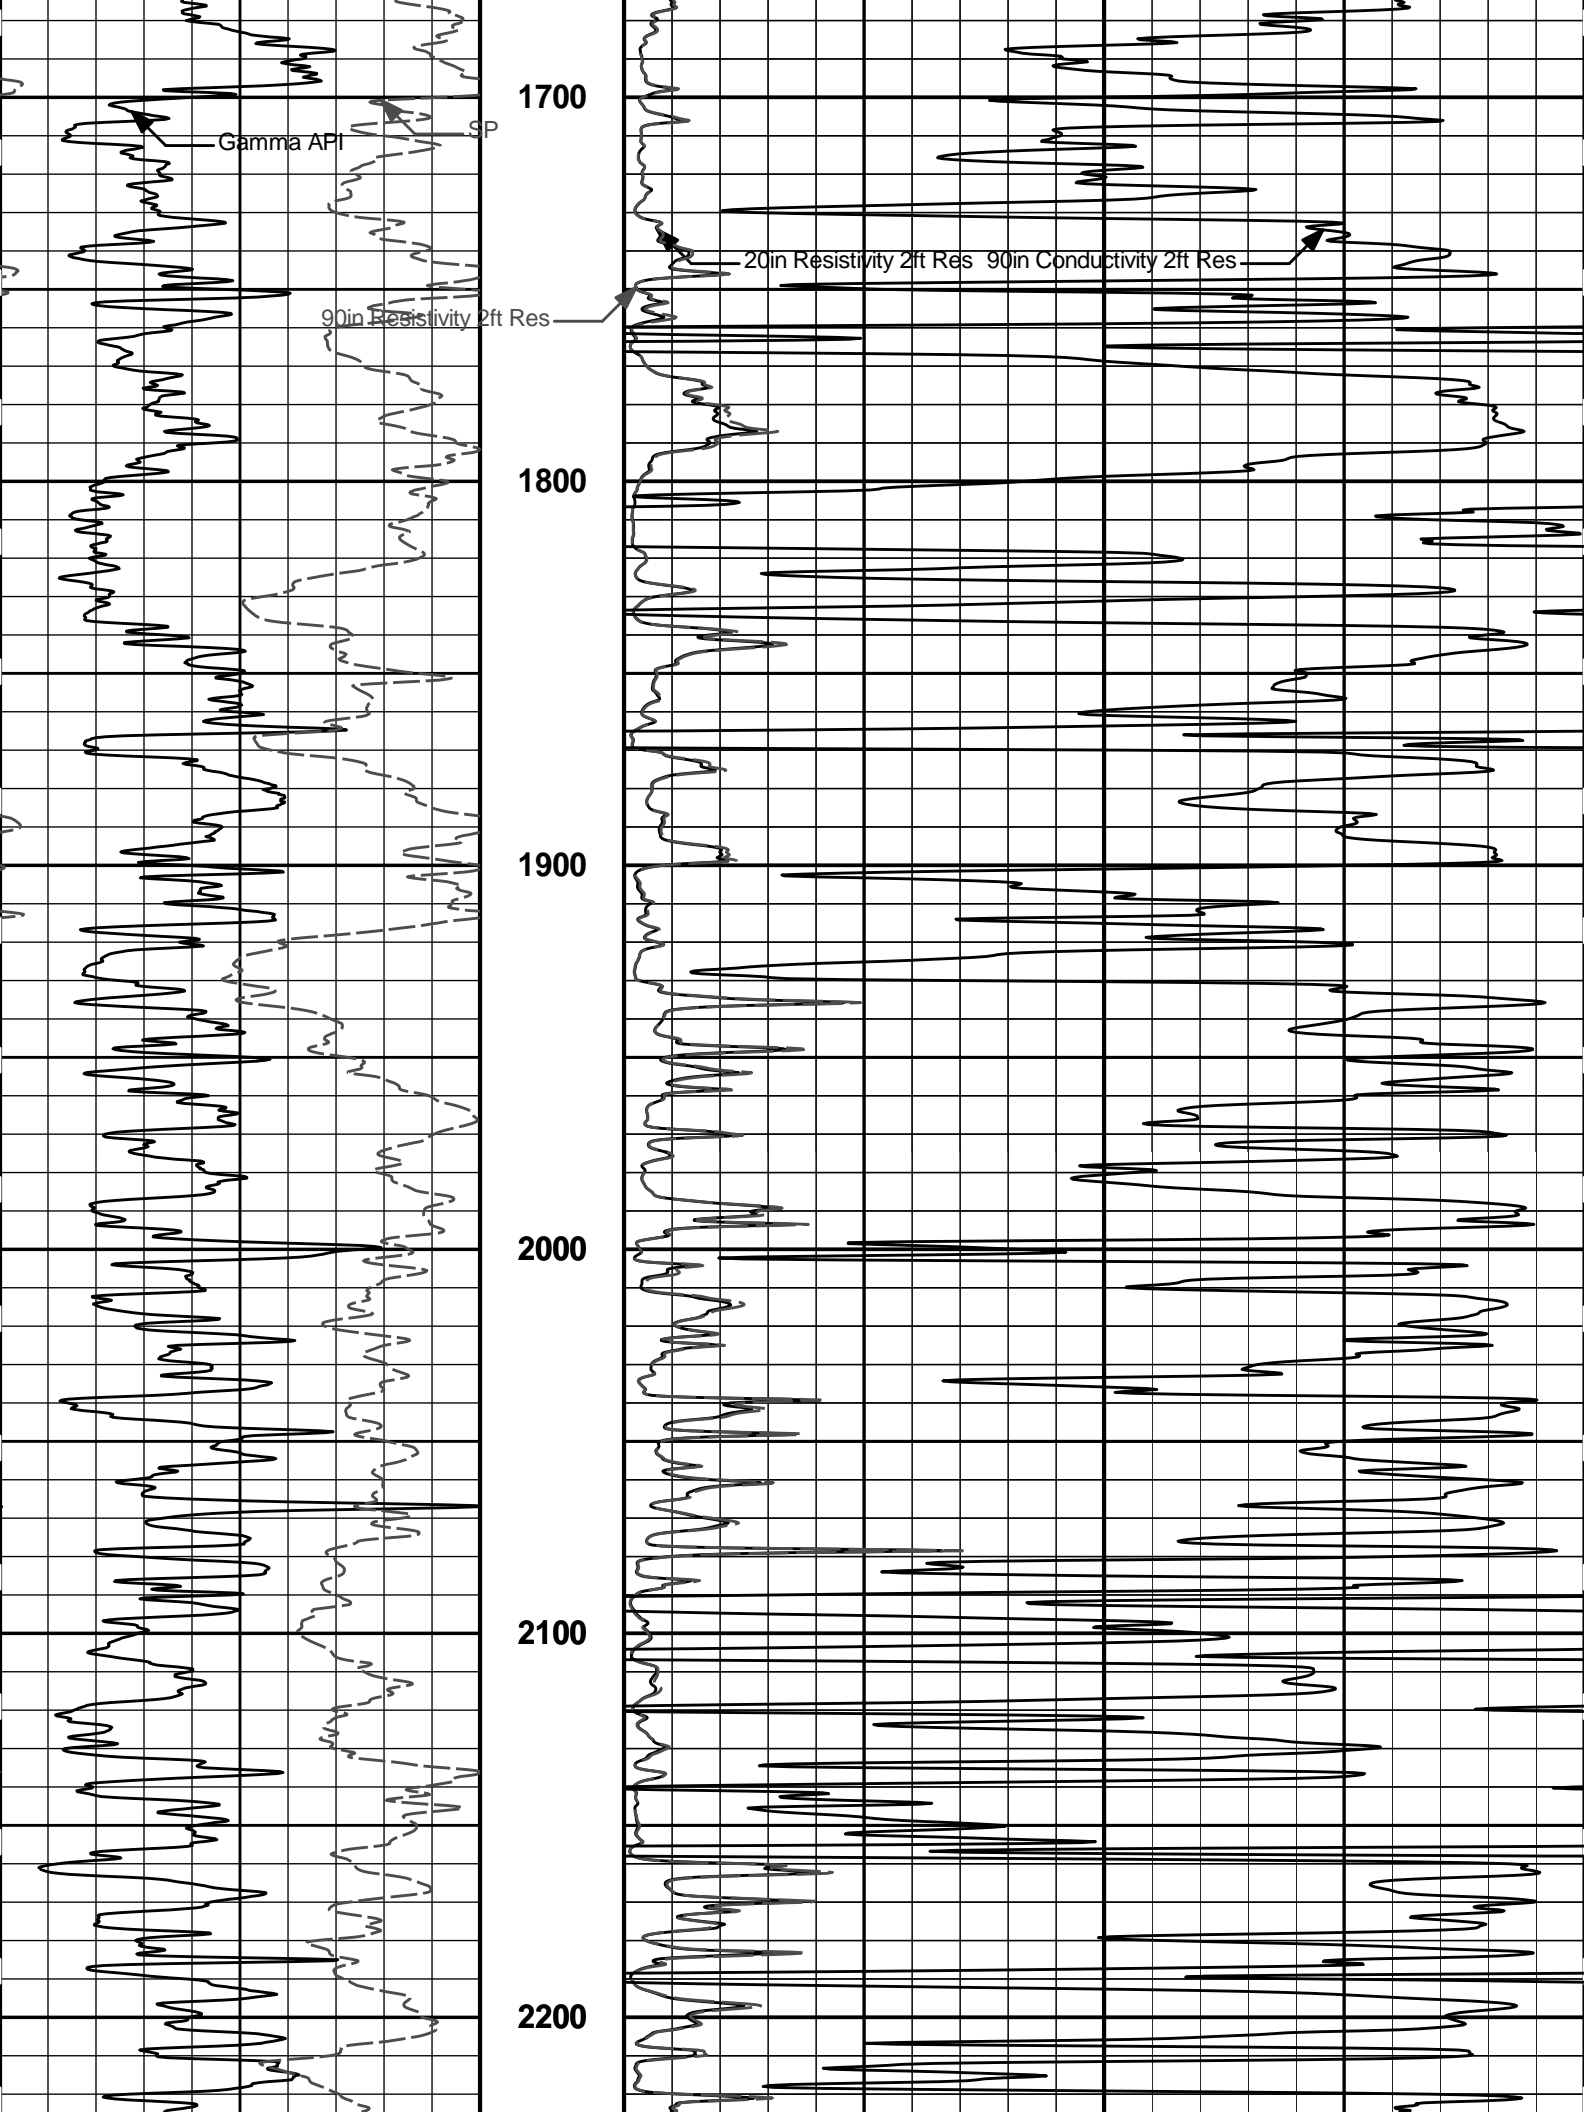 1700
Gamma API
SP
20in Resistivity 2ft Res
90in Conductivity 2ft Res
90in Resistivity 2ft Res
1800
1900
2000
2100
2200